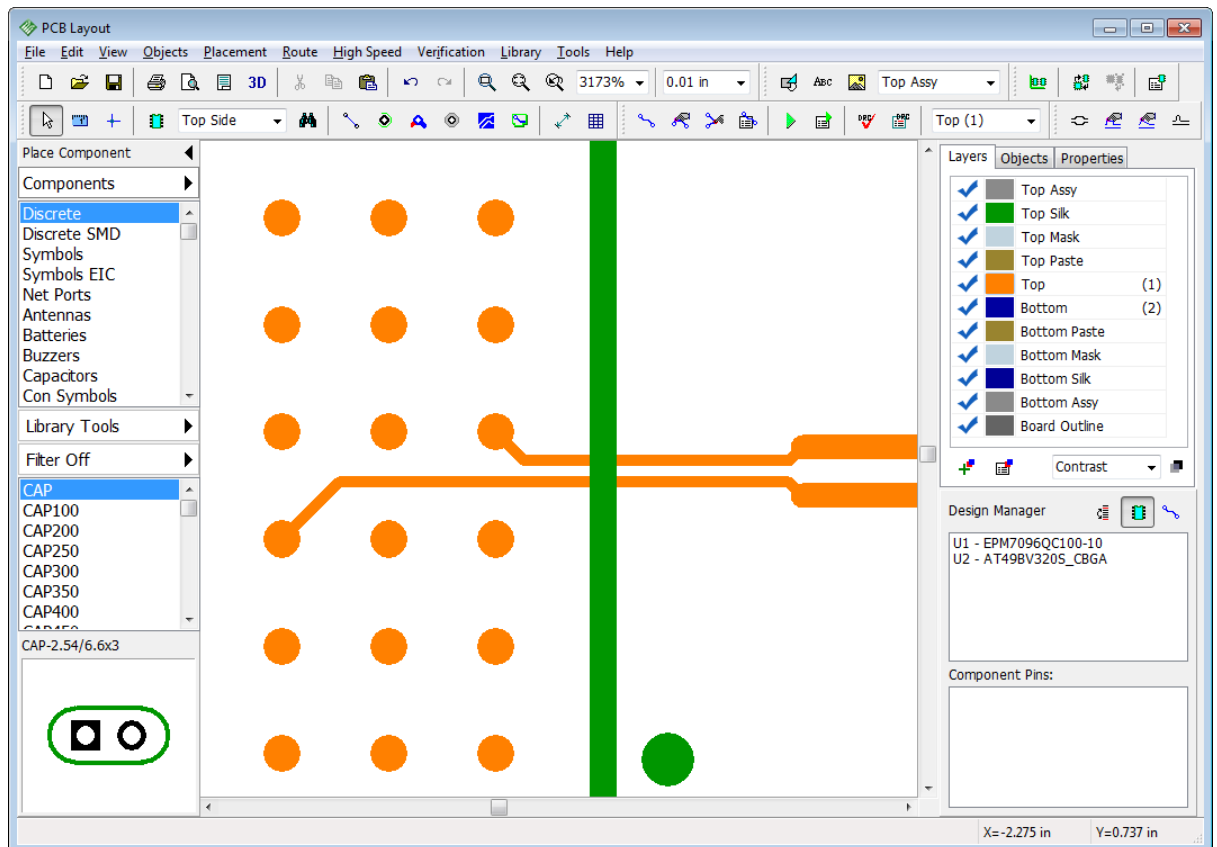 PCB Layout
File Edit View Objects Placement Route High Speed Verification Library Tools Help
3D 3173% 0.01 in ABC Top Assy
Top Side DRC DRC Top (1)
Place Component
Components
Discrete
Discrete SMD
Symbols
Symbols EIC
Net Ports
Antennas
Batteries
Buzzers
Capacitors
Con Symbols
Library Tools
Filter Off
CAP
CAP100
CAP200
CAP250
CAP300
CAP350
CAP400
CAP-2.54/6.6x3
Layers Objects Properties
Top Assy
Top Silk
Top Mask
Top Paste
Top (1)
Bottom (2)
Bottom Paste
Bottom Mask
Bottom Silk
Bottom Assy
Board Outline
Contrast
Design Manager
U1 - EPM7096QC100-10
U2 - AT49BV320S_CBGA
Component Pins:
X=-2.275 in Y=0.737 in